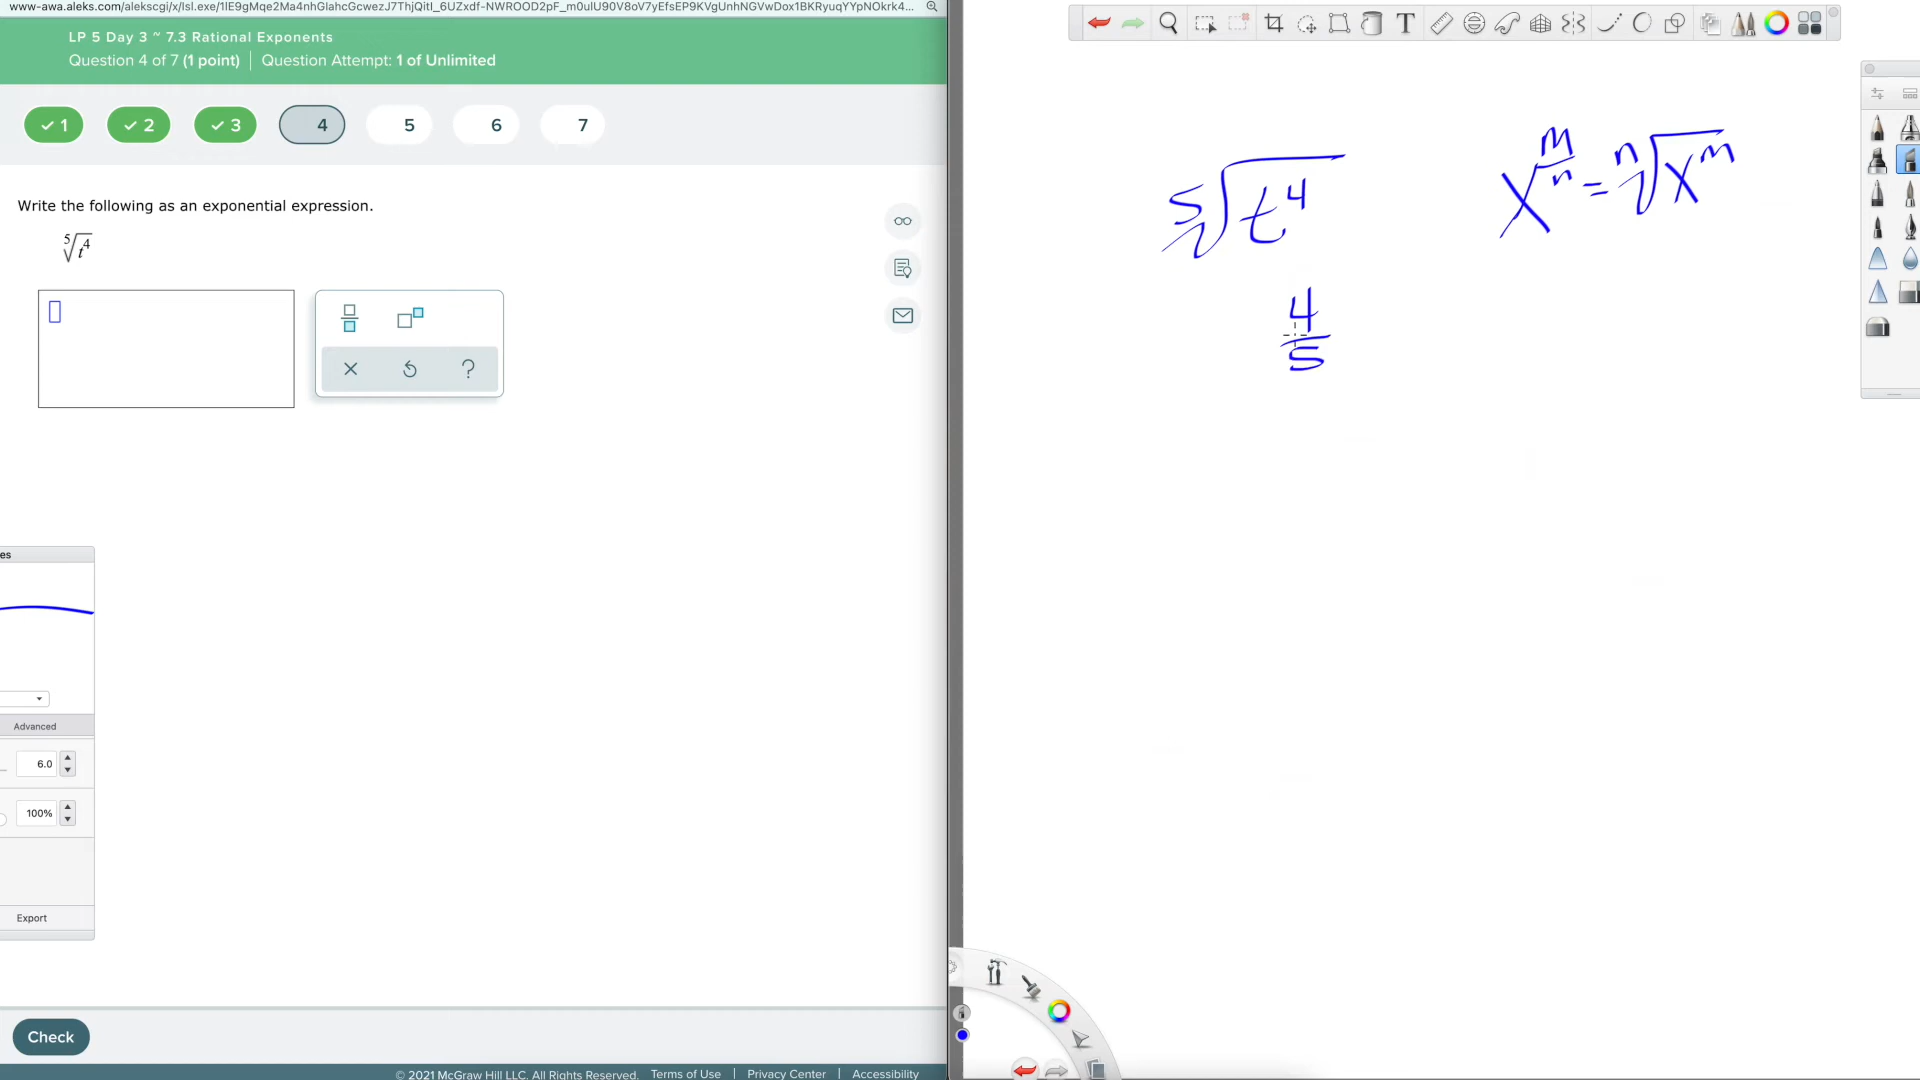 www-awa.aleks.com/alekscgi/x/Isl.exe/1lE9gMqe2Ma4nhGlahcGcwezJ7ThjQitI_6UZxdf-NWROOD2pF_m0uIU90V8oV7yEfsEP9KVgUnhNGVwDox1BKRyuqYYpNOkrk4...
LP 5 Day 3 ~ 7.3 Rational Exponents
Question 4 of 7 (1 point) | Question Attempt: 1 of Unlimited
✓ 1 ✓ 2 ✓ 3 4 5 6 7
Write the following as an exponential expression.
⁵√t⁴
⁵√t⁴
x^(m/n) = ⁿ√x^m
4/5
es
Advanced
6.0
100%
Export
Check
© 2021 McGraw Hill LLC. All Rights Reserved. Terms of Use | Privacy Center | Accessibility